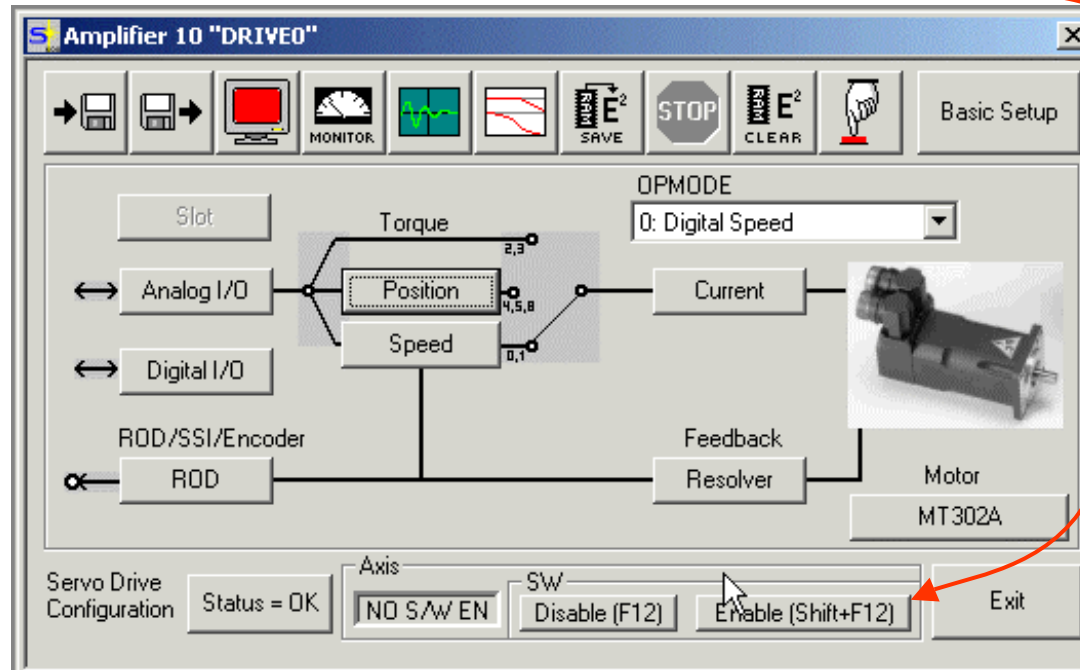 Amplifier 10 "DRIVE0"
MONITOR
E² SAVE
STOP
E² CLEAR
Basic Setup
OPMODE
Slot
Torque
0: Digital Speed
2,3
Analog I/O
Position
4,5,8
Current
Speed
0,1
Digital I/O
ROD/SSI/Encoder
Feedback
ROD
Resolver
Motor
MT302A
Axis
SW
Servo Drive
Configuration
Status = OK
NO S/W EN
Disable (F12)
Enable (Shift+F12)
Exit